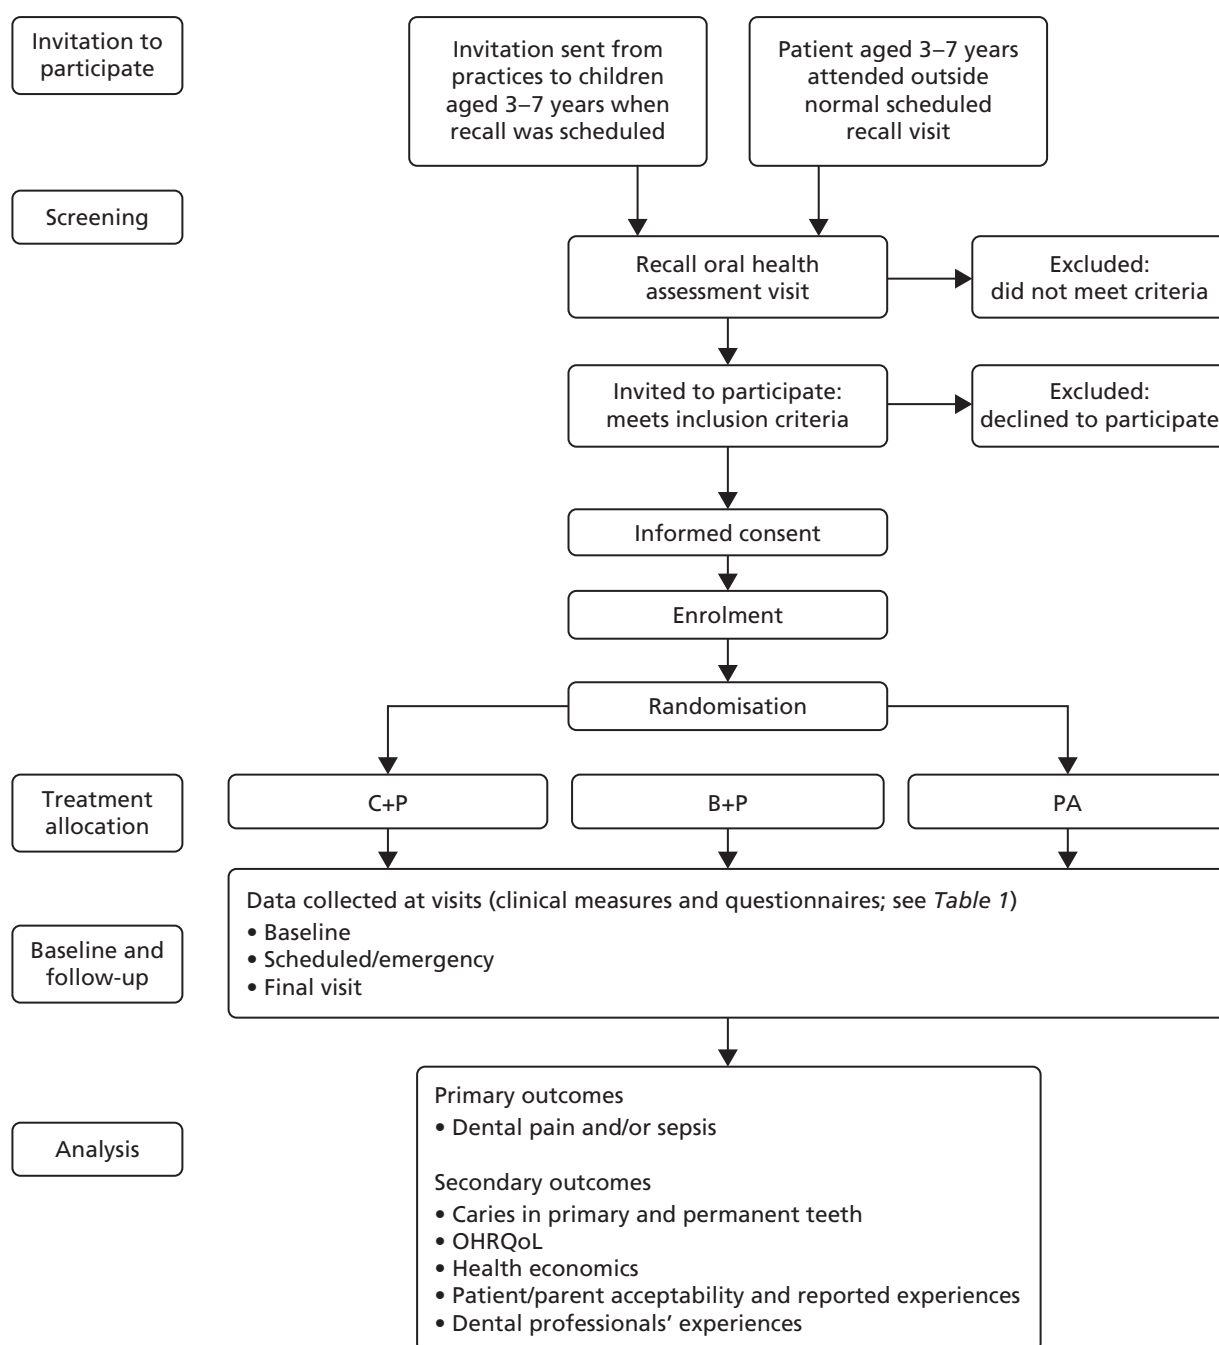 Invitation to
participate
Invitation sent from
practices to children
aged 3–7 years when
recall was scheduled
Patient aged 3–7 years
attended outside
normal scheduled
recall visit
Screening
Recall oral health
assessment visit
Excluded:
did not meet criteria
Invited to participate:
meets inclusion criteria
Excluded:
declined to participate
Informed consent
Enrolment
Randomisation
Treatment
allocation
C+P
B+P
PA
Baseline and
follow-up
Data collected at visits (clinical measures and questionnaires; see Table 1)
• Baseline
• Scheduled/emergency
• Final visit
Analysis
Primary outcomes
• Dental pain and/or sepsis
Secondary outcomes
• Caries in primary and permanent teeth
• OHRQoL
• Health economics
• Patient/parent acceptability and reported experiences
• Dental professionals’ experiences